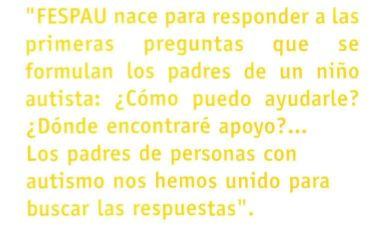 "FESPAU nace para responder a las
primeras preguntas que se
formulan los padres de un niño
autista: ¿Cómo puedo ayudarle?
¿Dónde encontraré apoyo?...
Los padres de personas con
autismo nos hemos unido para
buscar las respuestas".